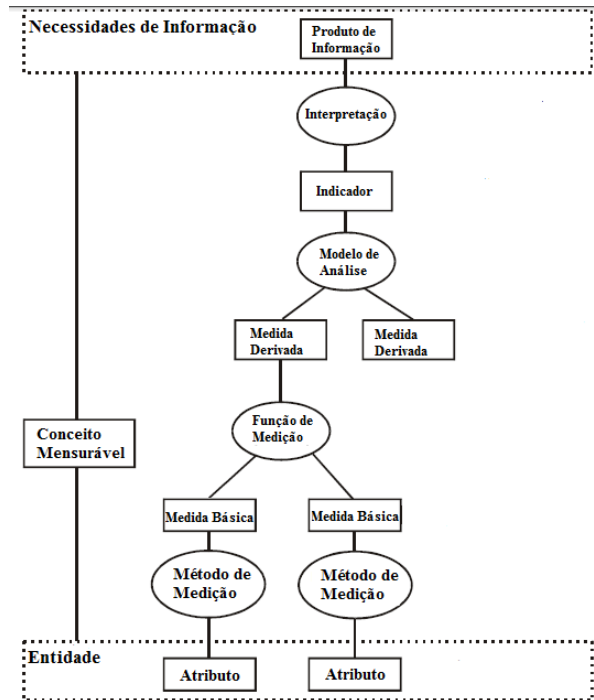 Necessidades de Informação
Produto de
Informação
Interpretação
Indicador
Modelo de
Análise
Medida
Derivada
Medida
Derivada
Função de
Medição
Conceito
Mensurável
Medida Básica
Medida Básica
Método de
Medição
Método de
Medição
Entidade
Atributo
Atributo